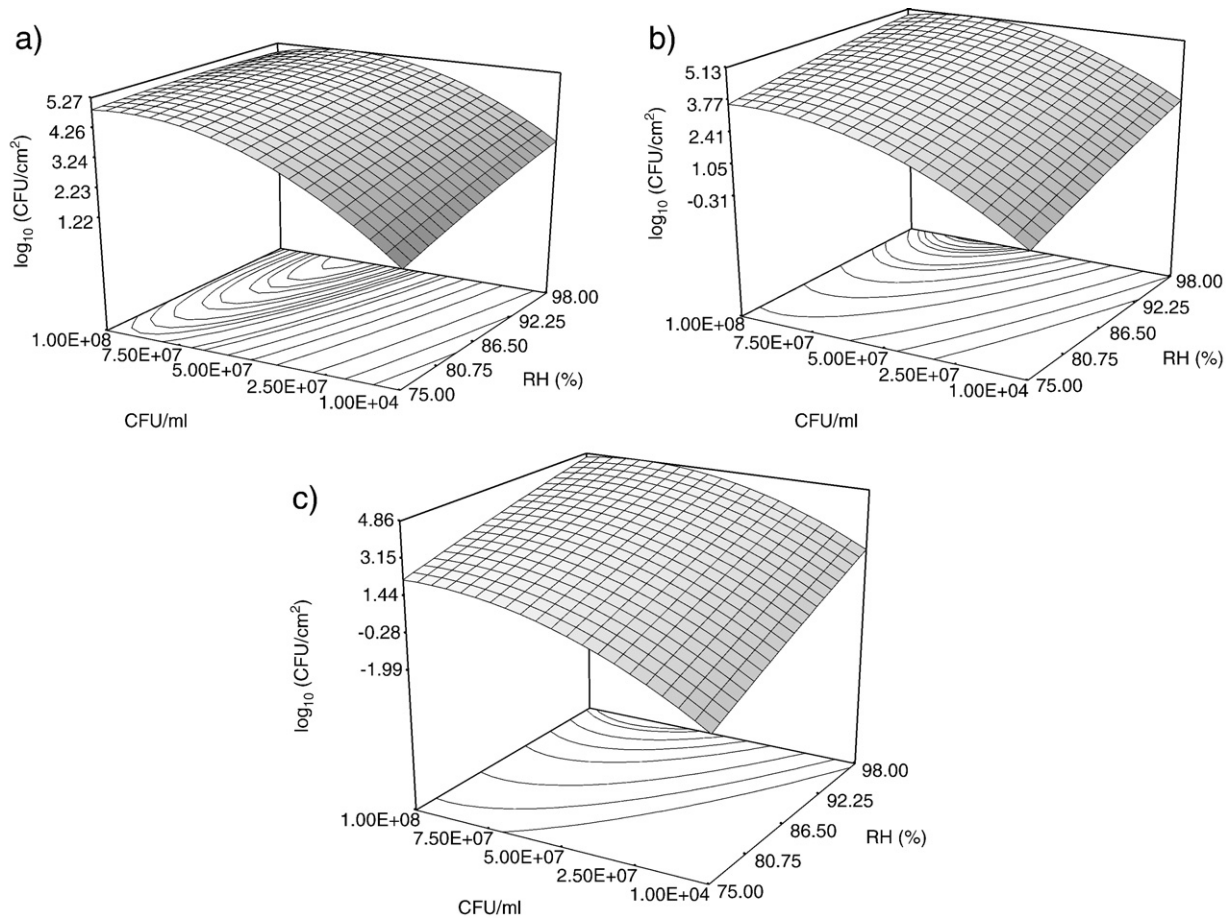 a)
5.27
4.26
3.24
2.23
1.22
log10 (CFU/cm²)
1.00E+08
7.50E+07
5.00E+07
2.50E+07
1.00E+04
CFU/ml
75.00
80.75
86.50
92.25
98.00
RH (%)
b)
5.13
3.77
2.41
1.05
-0.31
log10 (CFU/cm²)
1.00E+08
7.50E+07
5.00E+07
2.50E+07
1.00E+04
CFU/ml
75.00
80.75
86.50
92.25
98.00
RH (%)
c)
4.86
3.15
1.44
-0.28
-1.99
log10 (CFU/cm²)
1.00E+08
7.50E+07
5.00E+07
2.50E+07
1.00E+04
CFU/ml
75.00
80.75
86.50
92.25
98.00
RH (%)